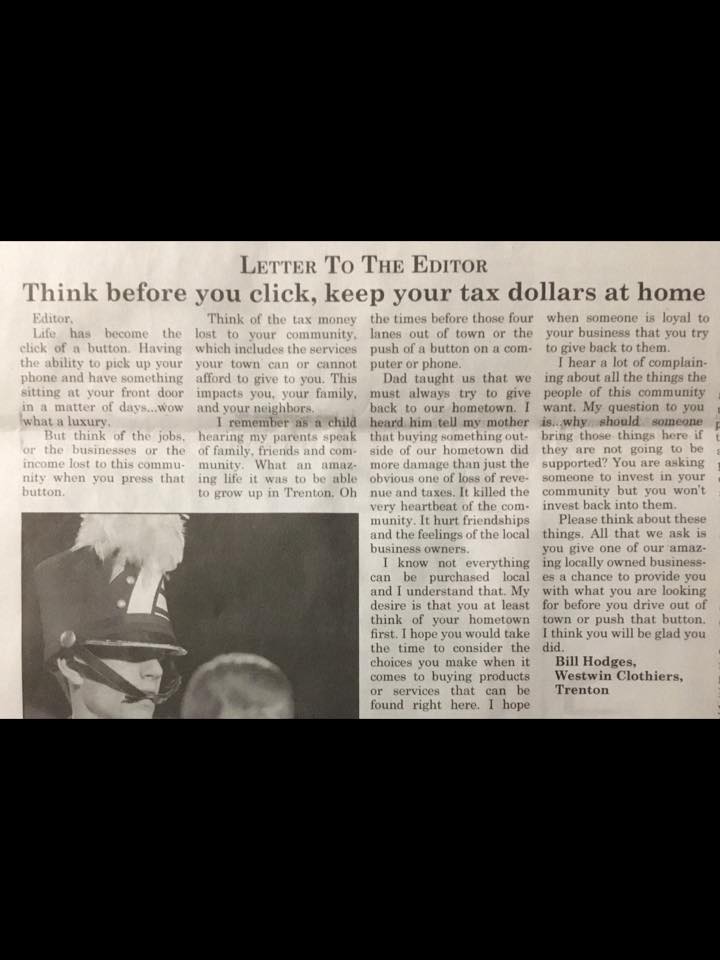 LETTER TO THE EDITOR
Think before you click, keep your tax dollars at home
Editor,
Life has become the
click of a button. Having
the ability to pick up your
phone and have something
sitting at your front door
in a matter of days...wow
what a luxury.
But think of the jobs,
or the businesses or the
income lost to this commu-
nity when you press that
button.
Think of the tax money
lost to your community,
which includes the services
your town can or cannot
afford to give to you. This
impacts you, your family,
and your neighbors.
I remember as a child
hearing my parents speak
of family, friends and com-
munity. What an amaz-
ing life it was to be able
to grow up in Trenton. Oh
the times before those four
lanes out of town or the
push of a button on a com-
puter or phone.
Dad taught us that we
must always try to give
back to our hometown. I
heard him tell my mother
that buying something out-
side of our hometown did
more damage than just the
obvious one of loss of reve-
nue and taxes. It killed the
very heartbeat of the com-
munity. It hurt friendships
and the feelings of the local
business owners.
I know not everything
can be purchased local
and I understand that. My
desire is that you at least
think of your hometown
first. I hope you would take
the time to consider the
choices you make when it
comes to buying products
or services that can be
found right here. I hope
when someone is loyal to
your business that you try
to give back to them.
I hear a lot of complain-
ing about all the things the
people of this community
want. My question to you
is...why should someone
bring those things here if
they are not going to be
supported? You are asking
someone to invest in your
community but you won't
invest back into them.
Please think about these
things. All that we ask is
you give one of our amaz-
ing locally owned business-
es a chance to provide you
with what you are looking
for before you drive out of
town or push that button.
I think you will be glad you
did.
Bill Hodges,
Westwin Clothiers,
Trenton